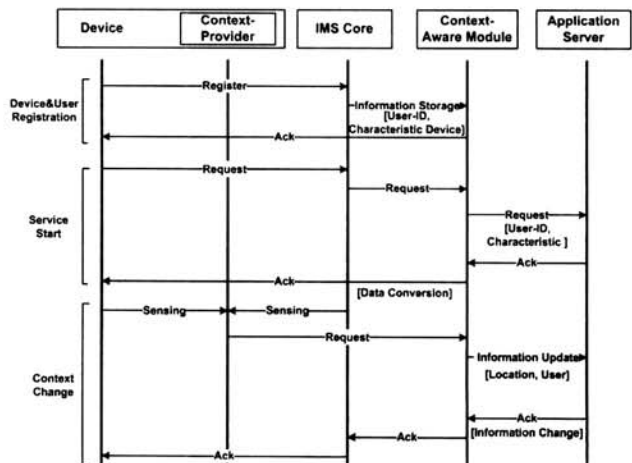 Device
Context-
Provider
IMS Core
Context-
Aware Module
Application
Server
Device&User
Registration
Register
Information Storage
[User-ID,
Characteristic Device]
Ack
Service
Start
Request
Request
Request
[User-ID,
Characteristic ]
Ack
Ack
[Data Conversion]
Context
Change
Sensing
Sensing
Request
Information Update
[Location, User]
Ack
[Information Change]
Ack
Ack